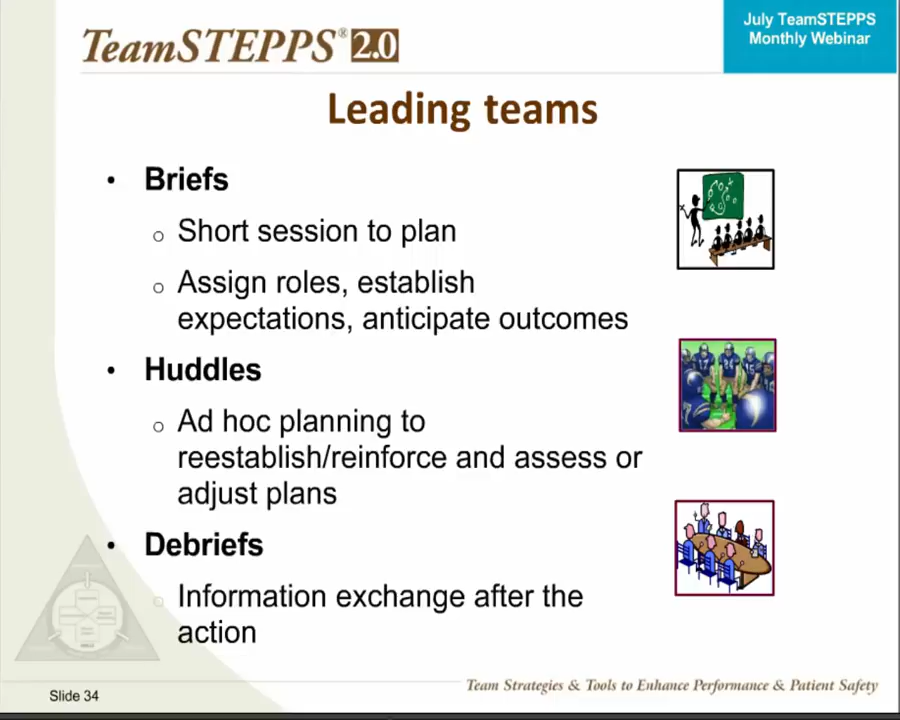 TeamSTEPPS® 2.0
July TeamSTEPPS
Monthly Webinar
Leading teams
• Briefs
o Short session to plan
o Assign roles, establish
expectations, anticipate outcomes
• Huddles
o Ad hoc planning to
reestablish/reinforce and assess or
adjust plans
• Debriefs
o Information exchange after the
action
Slide 34
Team Strategies & Tools to Enhance Performance & Patient Safety